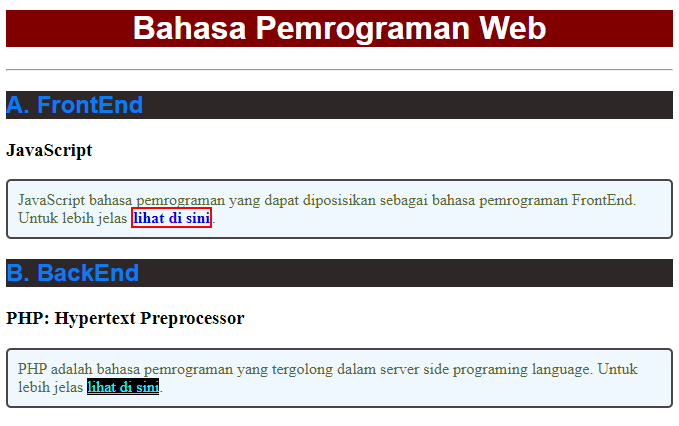 Bahasa Pemrograman Web
A. FrontEnd
JavaScript
JavaScript bahasa pemrograman yang dapat diposisikan sebagai bahasa pemrograman FrontEnd.
Untuk lebih jelas lihat di sini.
B. BackEnd
PHP: Hypertext Preprocessor
PHP adalah bahasa pemrograman yang tergolong dalam server side programing language. Untuk
lebih jelas lihat di sini.